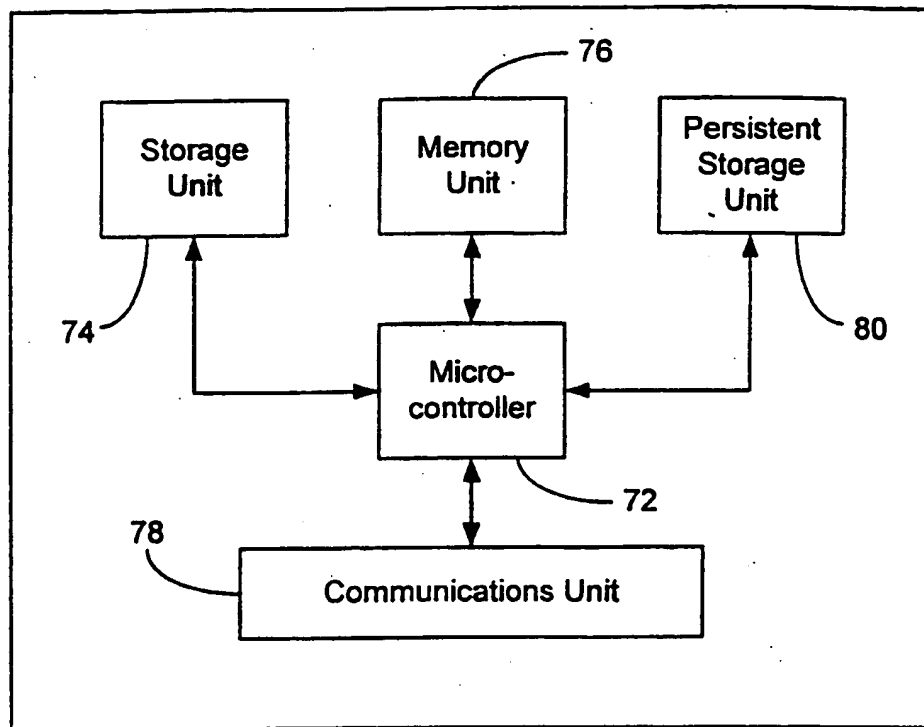 76
Storage
Unit
Memory
Unit
Persistent
Storage
Unit
74
80
Micro-
controller
72
78
Communications Unit